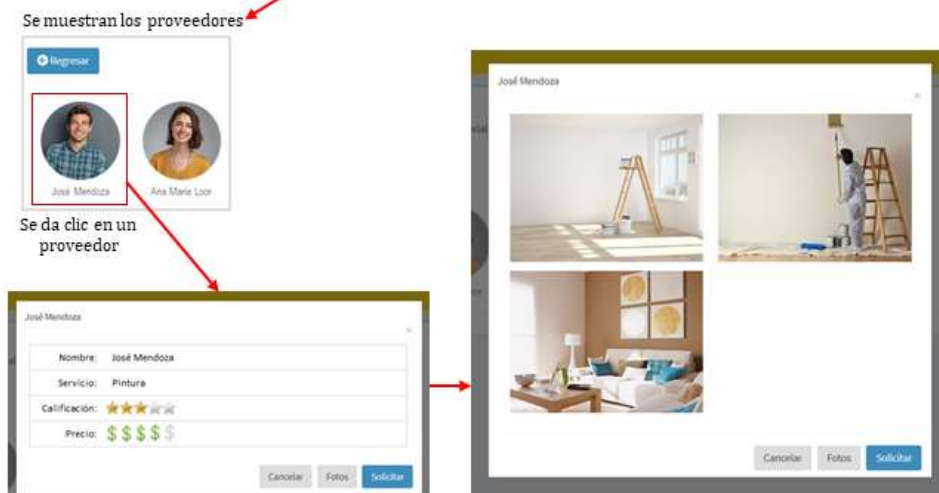 Se muestran los proveedores
Regresar
José Mendoza
Ana María Loor
Se da clic en un
proveedor
José Mendoza
Nombre: José Mendoza
Servicio: Pintura
Calificación:
Precio: $ $ $ $ $
Cancelar Fotos Solicitar
José Mendoza
Cancelar Fotos Solicitar